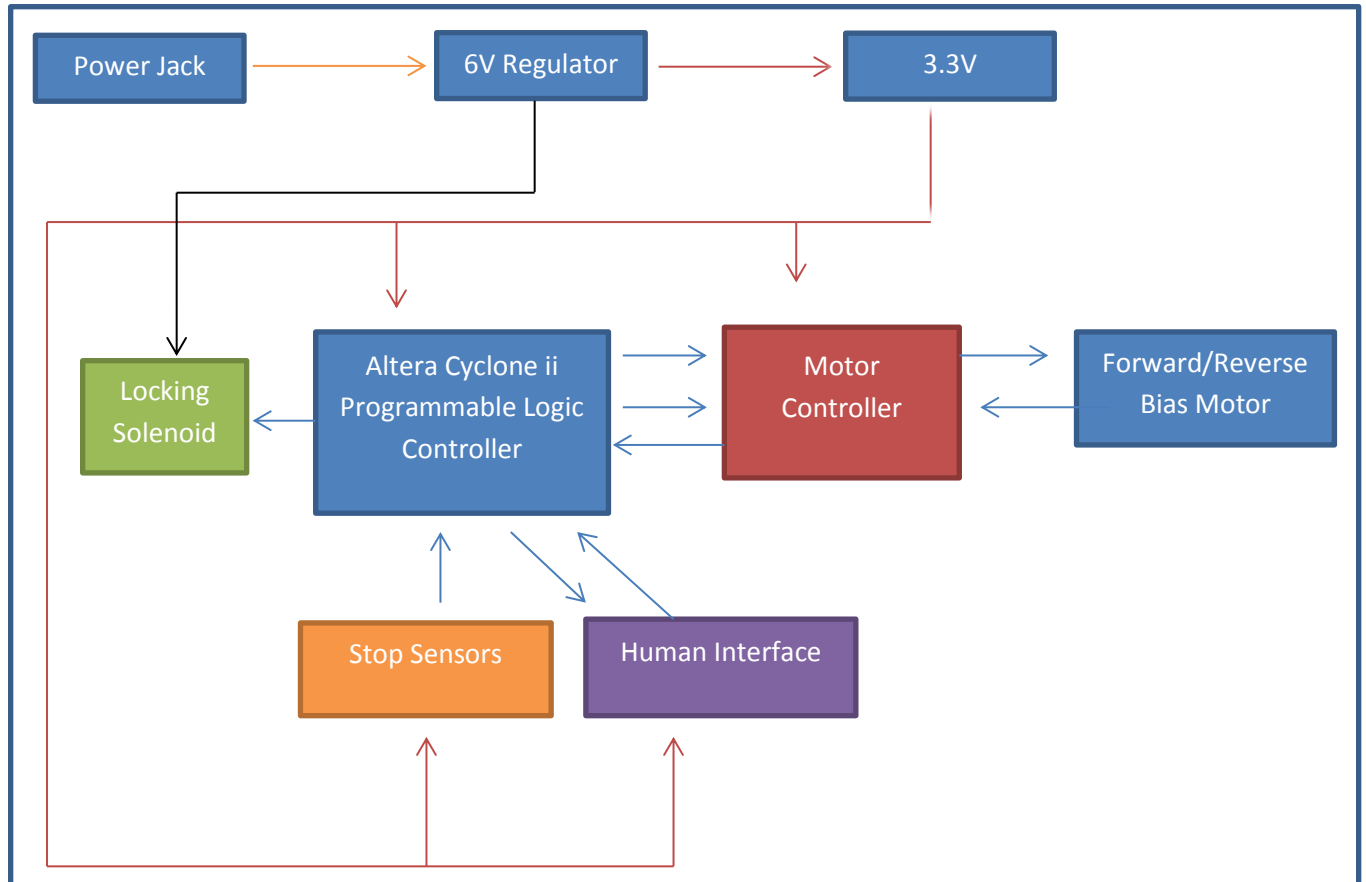 Power Jack
6V Regulator
3.3V
Locking
Solenoid
Altera Cyclone ii
Programmable Logic
Controller
Motor
Controller
Forward/Reverse
Bias Motor
Stop Sensors
Human Interface